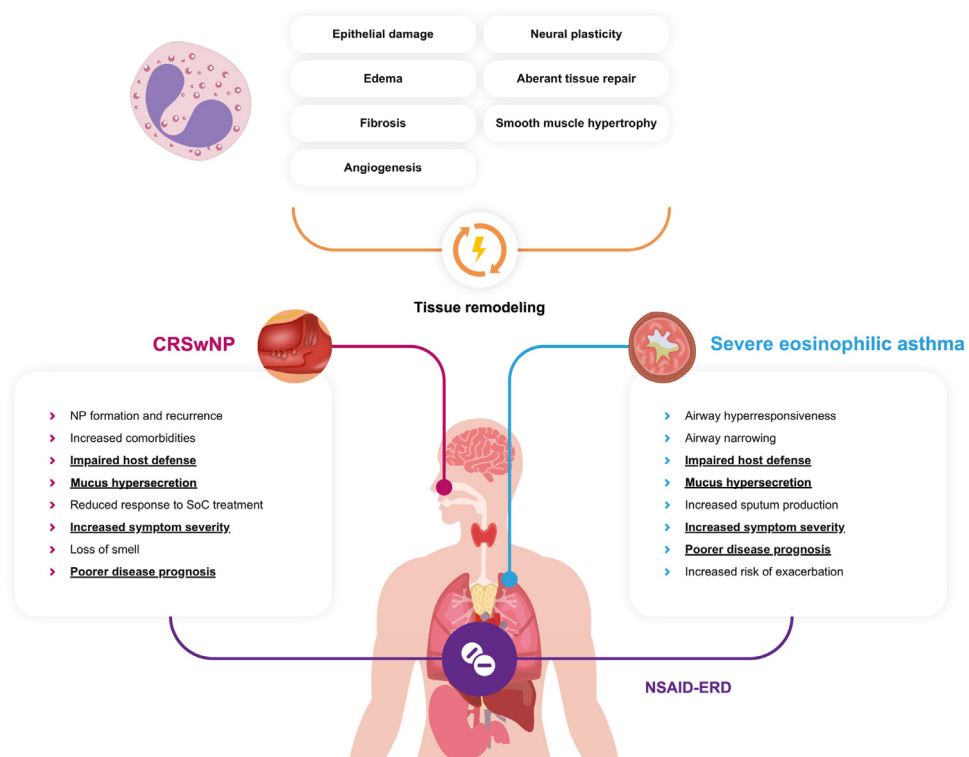 Epithelial damage
Neural plasticity
Edema
Aberant tissue repair
Fibrosis
Smooth muscle hypertrophy
Angiogenesis
Tissue remodeling
CRSwNP
NP formation and recurrence
Increased comorbidities
Impaired host defense
Mucus hypersecretion
Reduced response to SoC treatment
Increased symptom severity
Loss of smell
Poorer disease prognosis
Severe eosinophilic asthma
Airway hyperresponsiveness
Airway narrowing
Impaired host defense
Mucus hypersecretion
Increased sputum production
Increased symptom severity
Poorer disease prognosis
Increased risk of exacerbation
NSAID-ERD